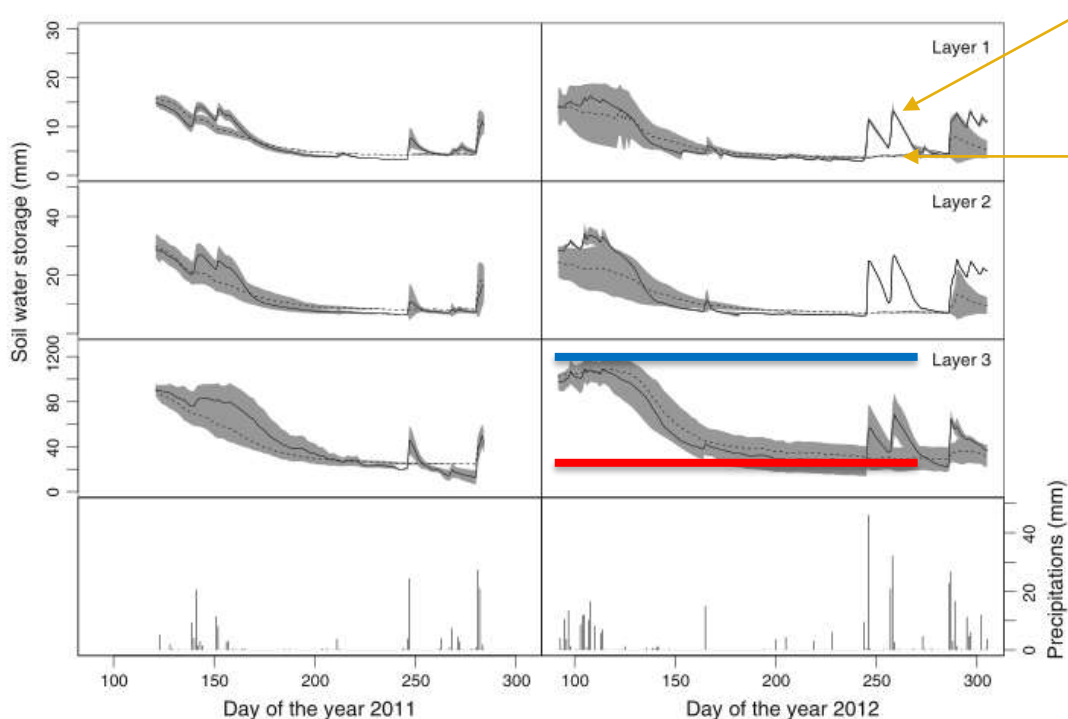 Soil water storage (mm)
30
20
10
0
Layer 1
40
20
0
Layer 2
1200
80
40
0
Layer 3
Precipitations (mm)
40
20
0
100 150 200 250 300
100 150 200 250 300
Day of the year 2011
Day of the year 2012